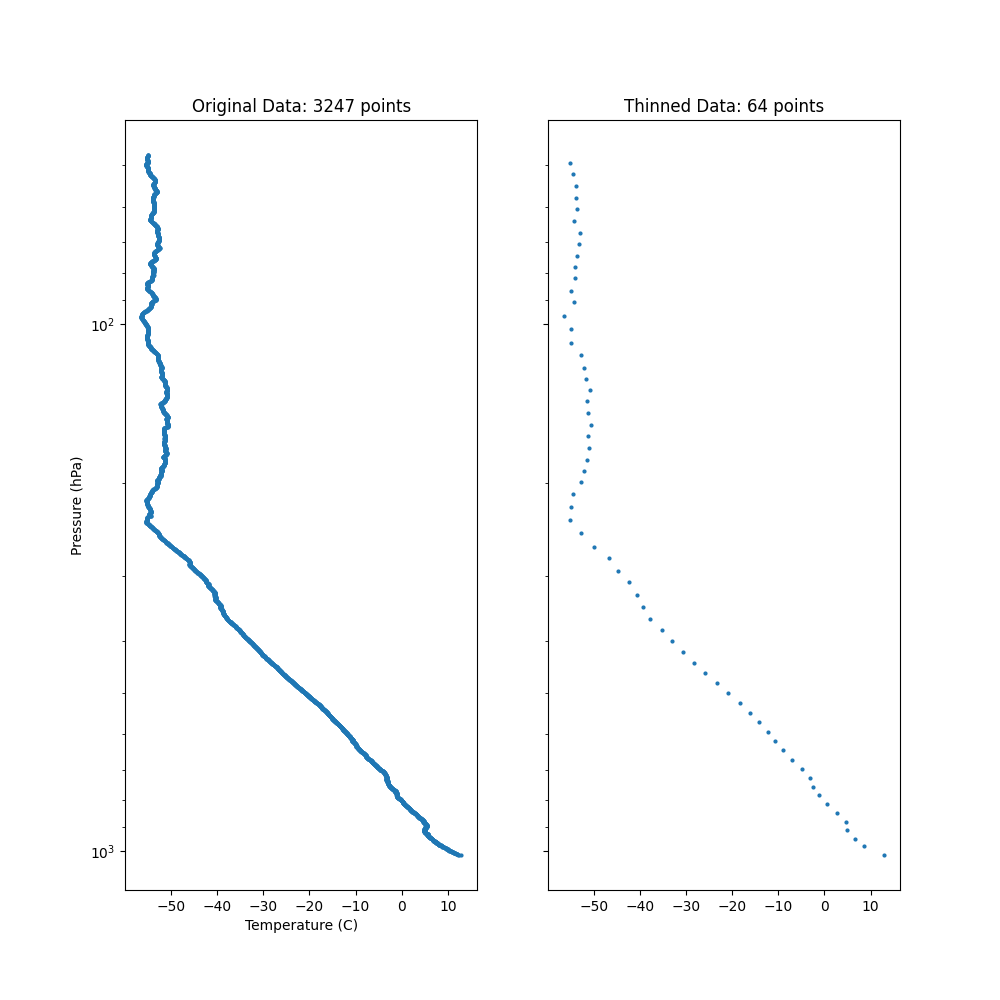 Original Data: 3247 points
Thinned Data: 64 points
10²
10³
Pressure (hPa)
−50 −40 −30 −20 −10 0 10
Temperature (C)
−50 −40 −30 −20 −10 0 10